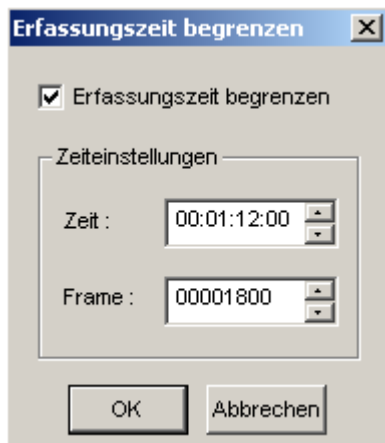 Erfassungszeit begrenzen
Erfassungszeit begrenzen
Zeiteinstellungen
Zeit : 00:01:12:00
Frame : 00001800
OK Abbrechen